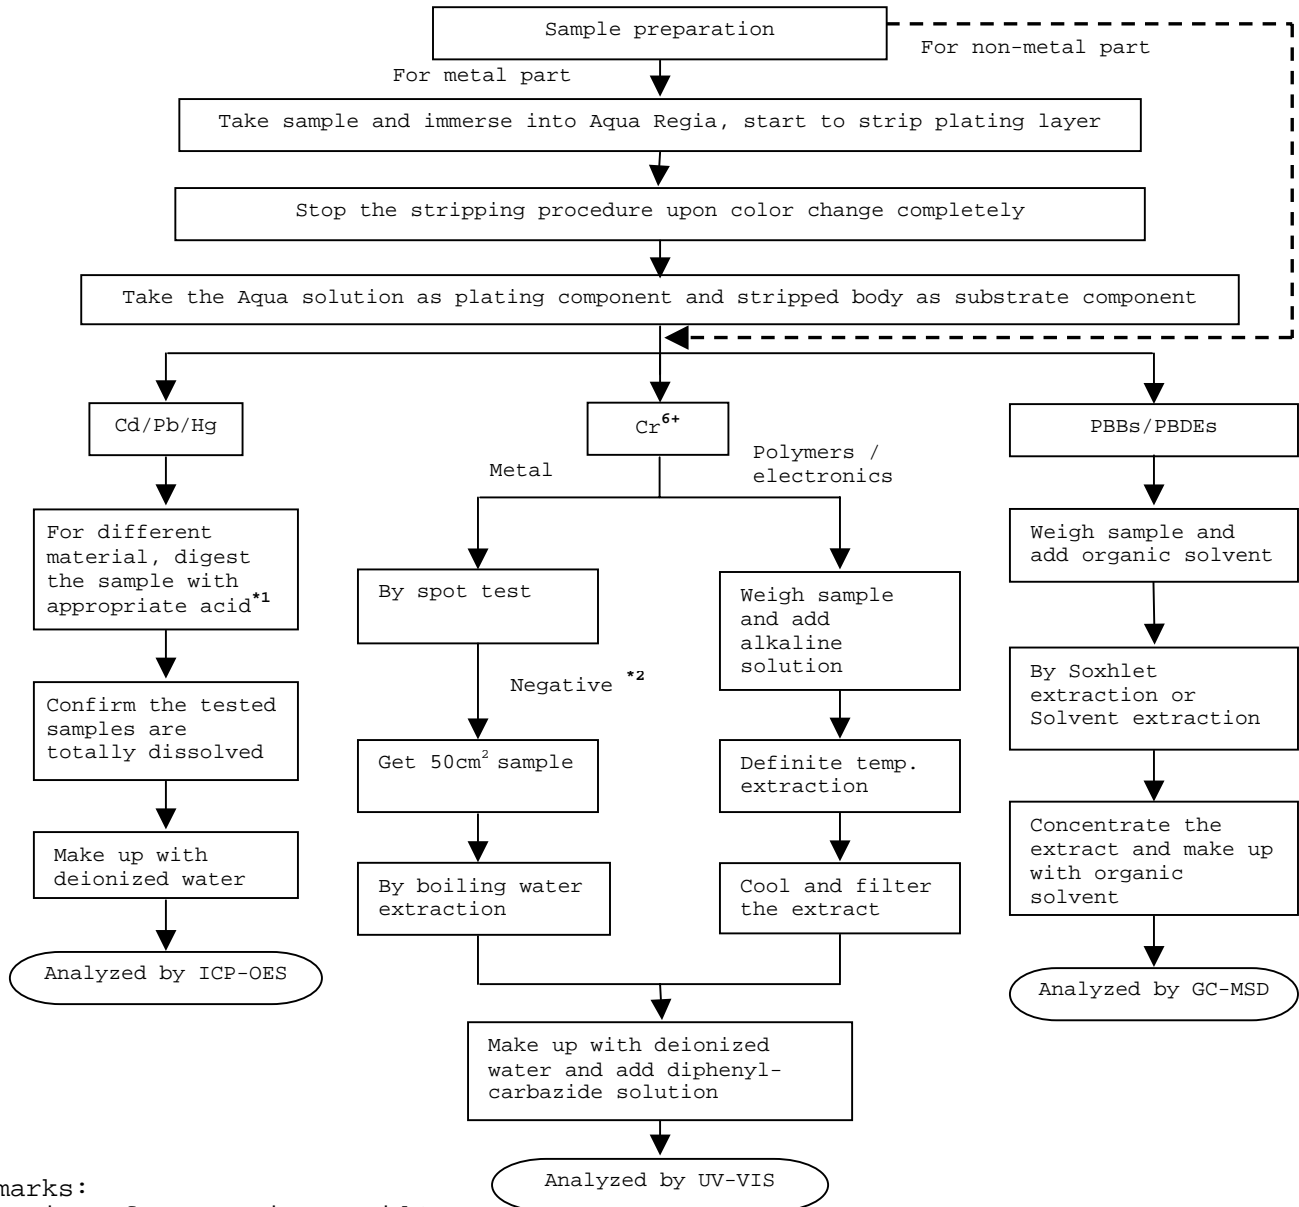 Sample preparation
For non-metal part
For metal part
Take sample and immerse into Aqua Regia, start to strip plating layer
Stop the stripping procedure upon color change completely
Take the Aqua solution as plating component and stripped body as substrate component
Cd/Pb/Hg
Cr6+
PBBs/PBDEs
Metal
Polymers /
electronics
For different
material, digest
the sample with
appropriate acid*1
Confirm the tested
samples are
totally dissolved
Make up with
deionized water
Analyzed by ICP-OES
By spot test
Negative *2
Get 50cm2 sample
By boiling water
extraction
Weigh sample
and add
alkaline
solution
Definite temp.
extraction
Cool and filter
the extract
Make up with deionized
water and add diphenyl-
carbazide solution
Analyzed by UV-VIS
Weigh sample and
add organic solvent
By Soxhlet
extraction or
Solvent extraction
Concentrate the
extract and make up
with organic
solvent
Analyzed by GC-MSD
marks: